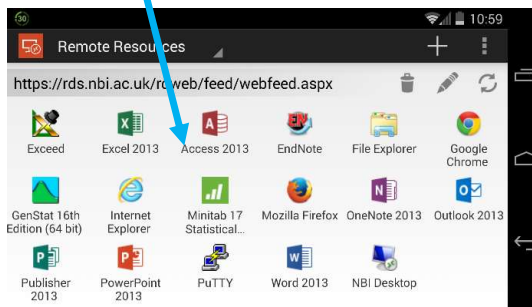 30
10:59
Remote Resources
https://rds.nbi.ac.uk/rdweb/feed/webfeed.aspx
Exceed
Excel 2013
Access 2013
EndNote
File Explorer
Google
Chrome
GenStat 16th
Edition (64 bit)
Internet
Explorer
Minitab 17
Statistical...
Mozilla Firefox
OneNote 2013
Outlook 2013
Publisher
2013
PowerPoint
2013
PuTTY
Word 2013
NBI Desktop